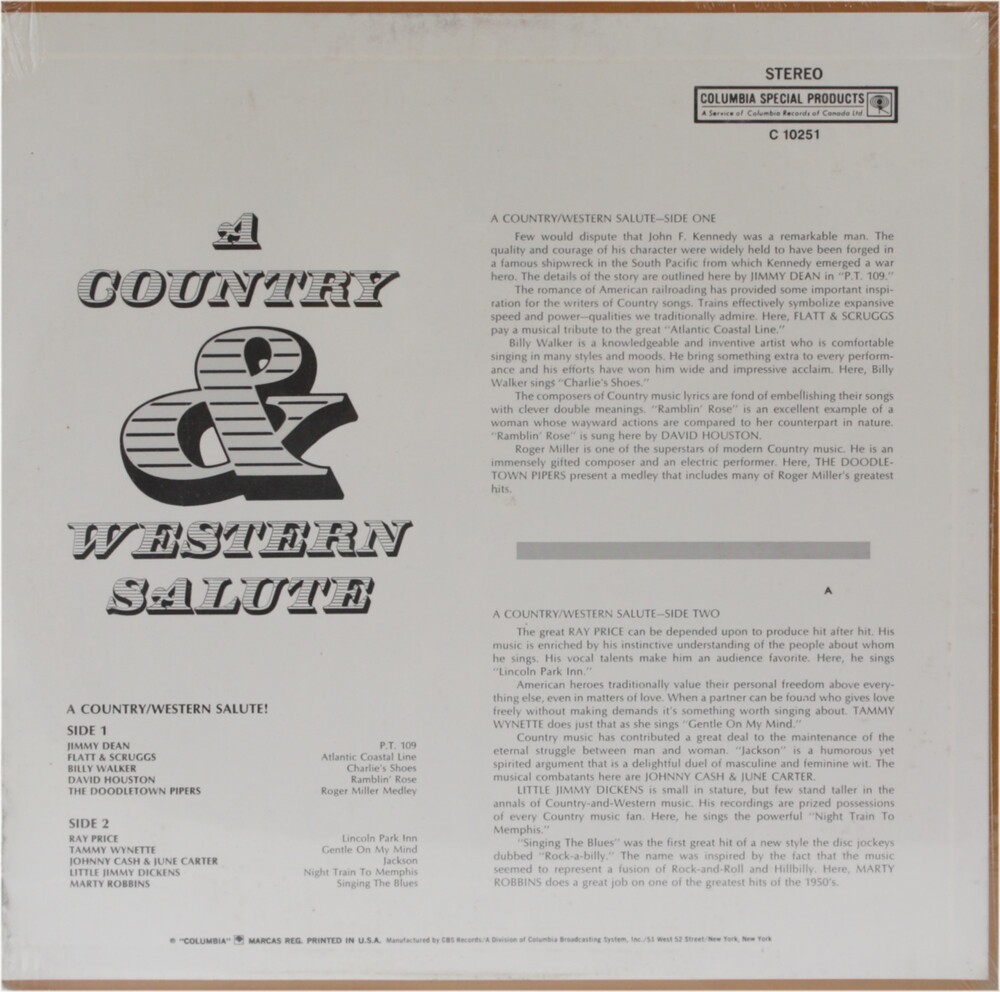 STEREO
COLUMBIA SPECIAL PRODUCTS
A Service of Columbia Records of Canada Ltd
C 10251
A
COUNTRY
&
WESTERN
SALUTE
A COUNTRY/WESTERN SALUTE—SIDE ONE
Few would dispute that John F. Kennedy was a remarkable man. The
quality and courage of his character were widely held to have been forged in
a famous shipwreck in the South Pacific from which Kennedy emerged a war
hero. The details of the story are outlined here by JIMMY DEAN in "P.T. 109."
The romance of American railroading has provided some important inspi-
ration for the writers of Country songs. Trains effectively symbolize expansive
speed and power—qualities we traditionally admire. Here, FLATT & SCRUGGS
pay a musical tribute to the great "Atlantic Coastal Line."
Billy Walker is a knowledgeable and inventive artist who is comfortable
singing in many styles and moods. He bring something extra to every perform-
ance and his efforts have won him wide and impressive acclaim. Here, Billy
Walker sings "Charlie's Shoes."
The composers of Country music lyrics are fond of embellishing their songs
with clever double meanings. "Ramblin' Rose" is an excellent example of a
woman whose wayward actions are compared to her counterpart in nature.
"Ramblin' Rose" is sung here by DAVID HOUSTON.
Roger Miller is one of the superstars of modern Country music. He is an
immensely gifted composer and an electric performer. Here, THE DOODLE-
TOWN PIPERS present a medley that includes many of Roger Miller's greatest
hits.
A
A COUNTRY/WESTERN SALUTE—SIDE TWO
The great RAY PRICE can be depended upon to produce hit after hit. His
music is enriched by his instinctive understanding of the people about whom
he sings. His vocal talents make him an audience favorite. Here, he sings
"Lincoln Park Inn."
American heroes traditionally value their personal freedom above every-
thing else, even in matters of love. When a partner can be found who gives love
freely without making demands it's something worth singing about. TAMMY
WYNETTE does just that as she sings "Gentle On My Mind."
Country music has contributed a great deal to the maintenance of the
eternal struggle between man and woman. "Jackson" is a humorous yet
spirited argument that is a delightful duel of masculine and feminine wit. The
musical combatants here are JOHNNY CASH & JUNE CARTER.
LITTLE JIMMY DICKENS is small in stature, but few stand taller in the
annals of Country-and-Western music. His recordings are prized possessions
of every Country music fan. Here, he sings the powerful "Night Train To
Memphis."
"Singing The Blues" was the first great hit of a new style the disc jockeys
dubbed "Rock-a-billy." The name was inspired by the fact that the music
seemed to represent a fusion of Rock-and-Roll and Hillbilly. Here, MARTY
ROBBINS does a great job on one of the greatest hits of the 1950's.
A COUNTRY/WESTERN SALUTE!
SIDE 1
JIMMY DEAN P.T. 109
FLATT & SCRUGGS Atlantic Coastal Line
BILLY WALKER Charlie's Shoes
DAVID HOUSTON Ramblin' Rose
THE DOODLETOWN PIPERS Roger Miller Medley
SIDE 2
RAY PRICE Lincoln Park Inn
TAMMY WYNETTE Gentle On My Mind
JOHNNY CASH & JUNE CARTER Jackson
LITTLE JIMMY DICKENS Night Train To Memphis
MARTY ROBBINS Singing The Blues
® "COLUMBIA" MARCAS REG. PRINTED IN U.S.A. Manufactured by CBS Records/A Division of Columbia Broadcasting System, Inc./51 West 52 Street/New York, New York